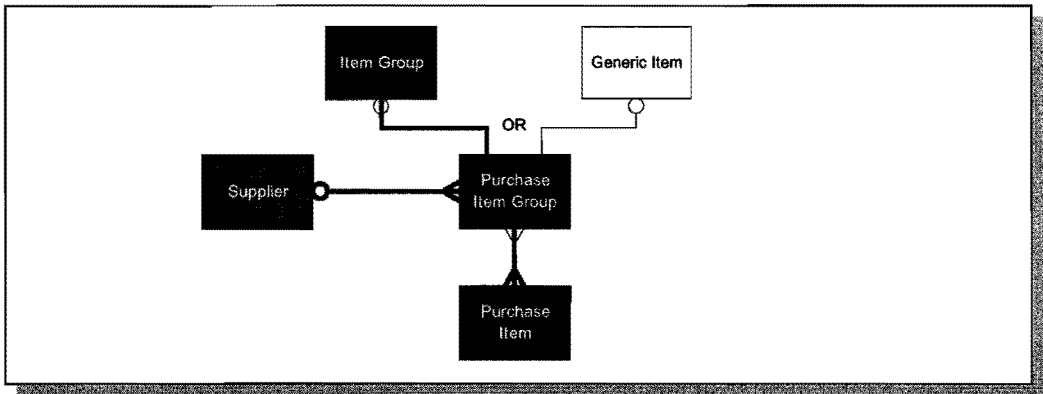 Item Group
Generic Item
OR
Supplier
Purchase
Item Group
Purchase
Item